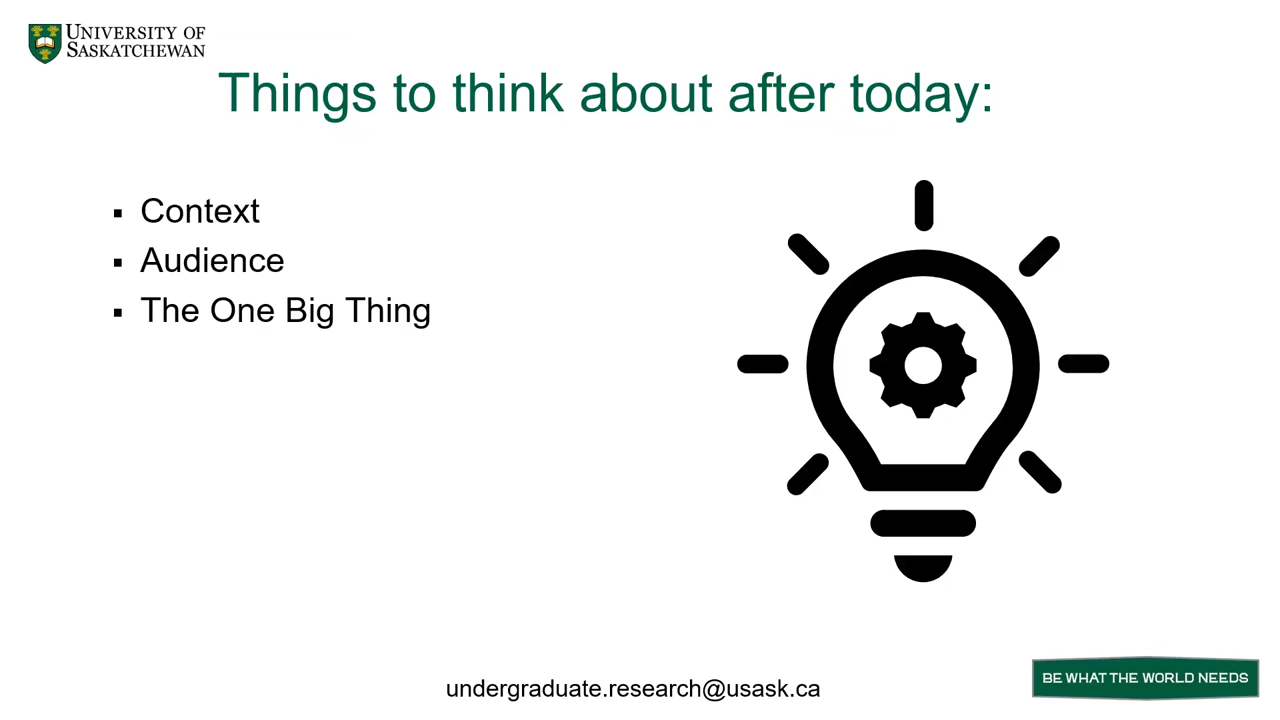 UNIVERSITY OF
SASKATCHEWAN
Things to think about after today:
▪ Context
▪ Audience
▪ The One Big Thing
undergraduate.research@usask.ca
BE WHAT THE WORLD NEEDS